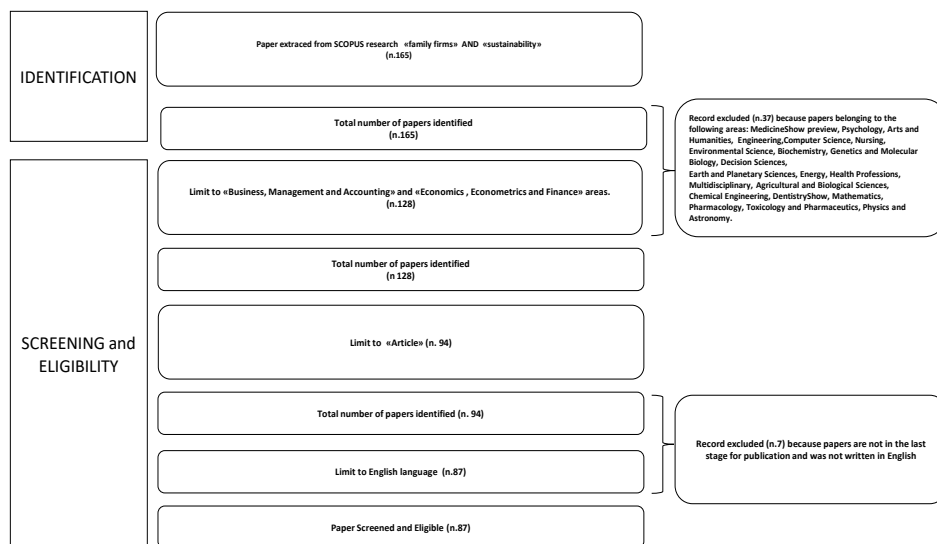 IDENTIFICATION
Paper extraced from SCOPUS research «family firms» AND «sustainability»
(n.165)
Total number of papers identified
(n.165)
Record excluded (n.37) because papers belonging to the
following areas: MedicineShow preview, Psychology, Arts and
Humanities, Engineering,Computer Science, Nursing,
Environmental Science, Biochemistry, Genetics and Molecular
Biology, Decision Sciences,
Earth and Planetary Sciences, Energy, Health Professions,
Multidisciplinary, Agricultural and Biological Sciences,
Chemical Engineering, DentistryShow, Mathematics,
Pharmacology, Toxicology and Pharmaceutics, Physics and
Astronomy.
SCREENING and
ELIGIBILITY
Limit to «Business, Management and Accounting» and «Economics , Econometrics and Finance» areas.
(n.128)
Total number of papers identified
(n 128)
Limit to «Article» (n. 94)
Total number of papers identified (n. 94)
Limit to English language (n.87)
Record excluded (n.7) because papers are not in the last
stage for publication and was not written in English
Paper Screened and Eligible (n.87)